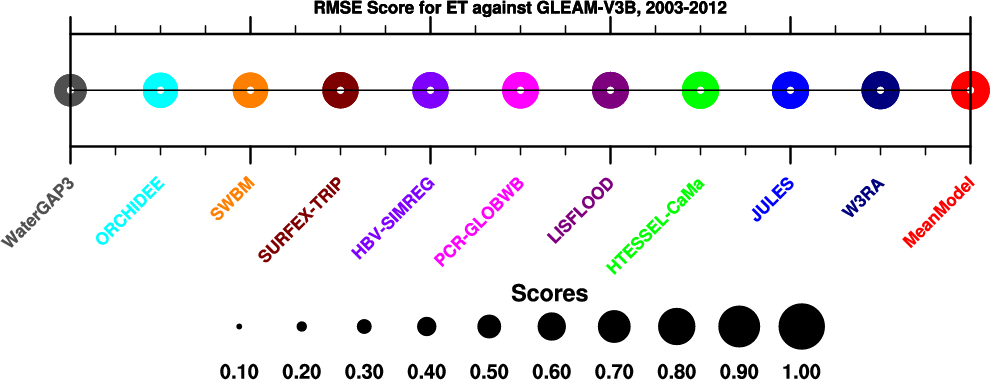 RMSE Score for ET against GLEAM-V3B, 2003-2012
WaterGAP3
ORCHIDEE
SWBM
SURFEX-TRIP
HBV-SIMREG
PCR-GLOBWB
LISFLOOD
HTESSEL-CaMa
JULES
W3RA
MeanModel
Scores
0.10 0.20 0.30 0.40 0.50 0.60 0.70 0.80 0.90 1.00